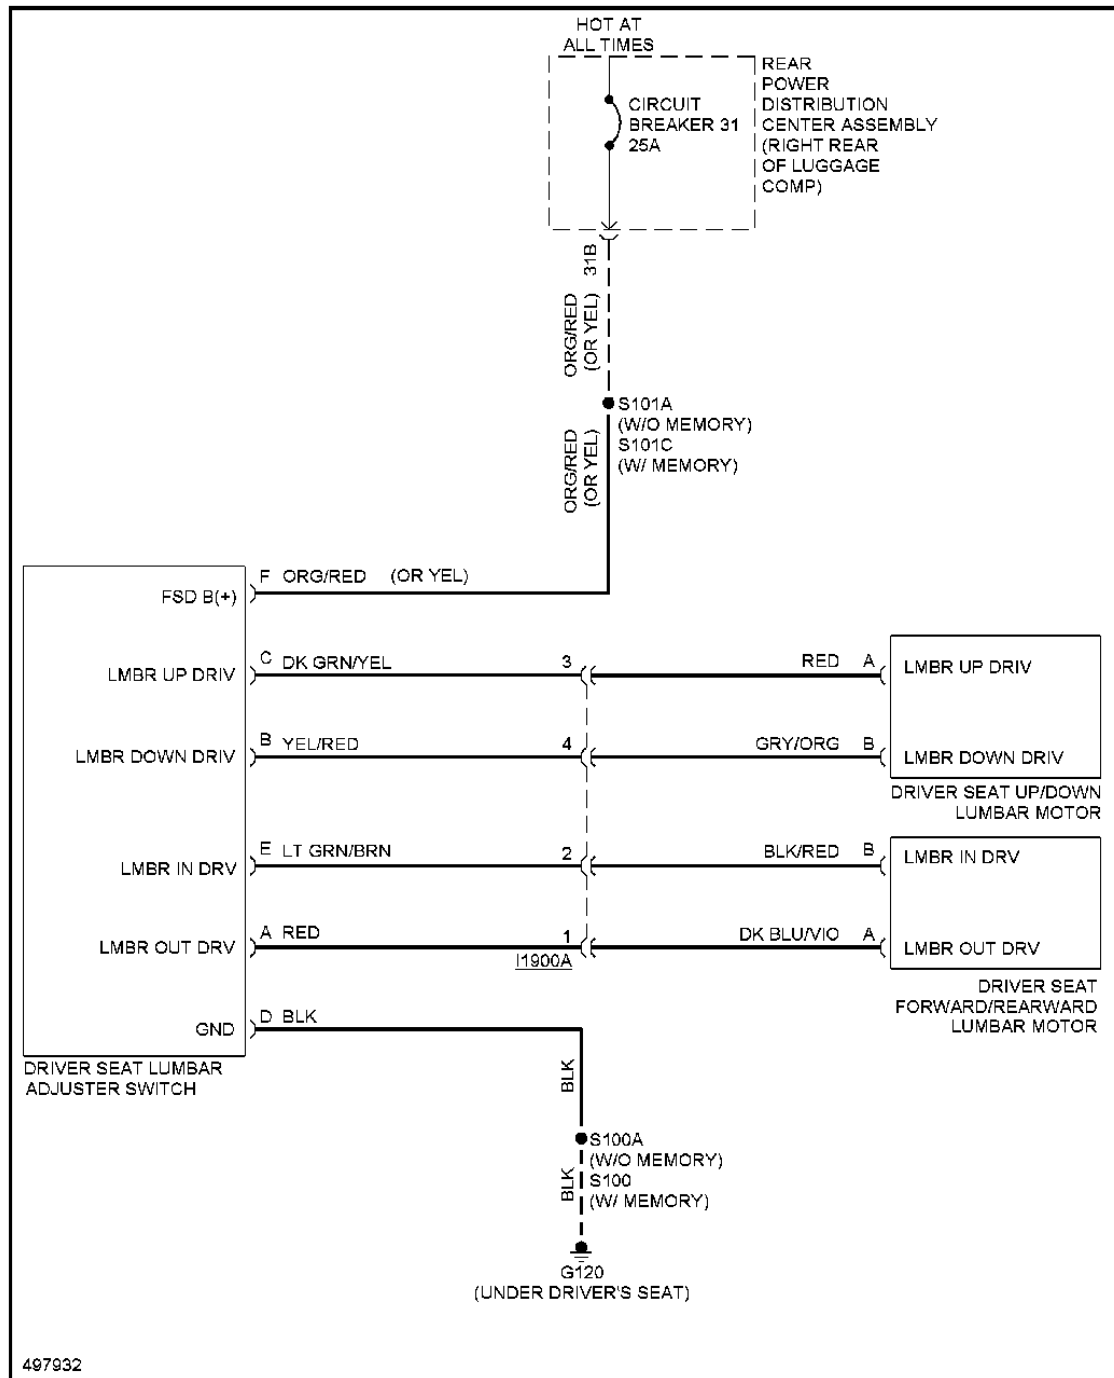 HOT AT
ALL TIMES
CIRCUIT
BREAKER 31
25A
REAR
POWER
DISTRIBUTION
CENTER ASSEMBLY
(RIGHT REAR
OF LUGGAGE
COMP)
31B
ORG/RED
(OR YEL)
S101A
(W/O MEMORY)
S101C
(W/ MEMORY)
ORG/RED
(OR YEL)
FSD B(+)
F ORG/RED (OR YEL)
LMBR UP DRIV
C DK GRN/YEL
3
RED A
LMBR UP DRIV
LMBR DOWN DRIV
B YEL/RED
4
GRY/ORG B
LMBR DOWN DRIV
DRIVER SEAT UP/DOWN
LUMBAR MOTOR
LMBR IN DRV
E LT GRN/BRN
2
BLK/RED B
LMBR IN DRV
LMBR OUT DRV
A RED
1
I1900A
DK BLU/VIO A
LMBR OUT DRV
DRIVER SEAT
FORWARD/REARWARD
LUMBAR MOTOR
GND
D BLK
DRIVER SEAT LUMBAR
ADJUSTER SWITCH
BLK
S100A
(W/O MEMORY)
S100
(W/ MEMORY)
BLK
G120
(UNDER DRIVER'S SEAT)
497932